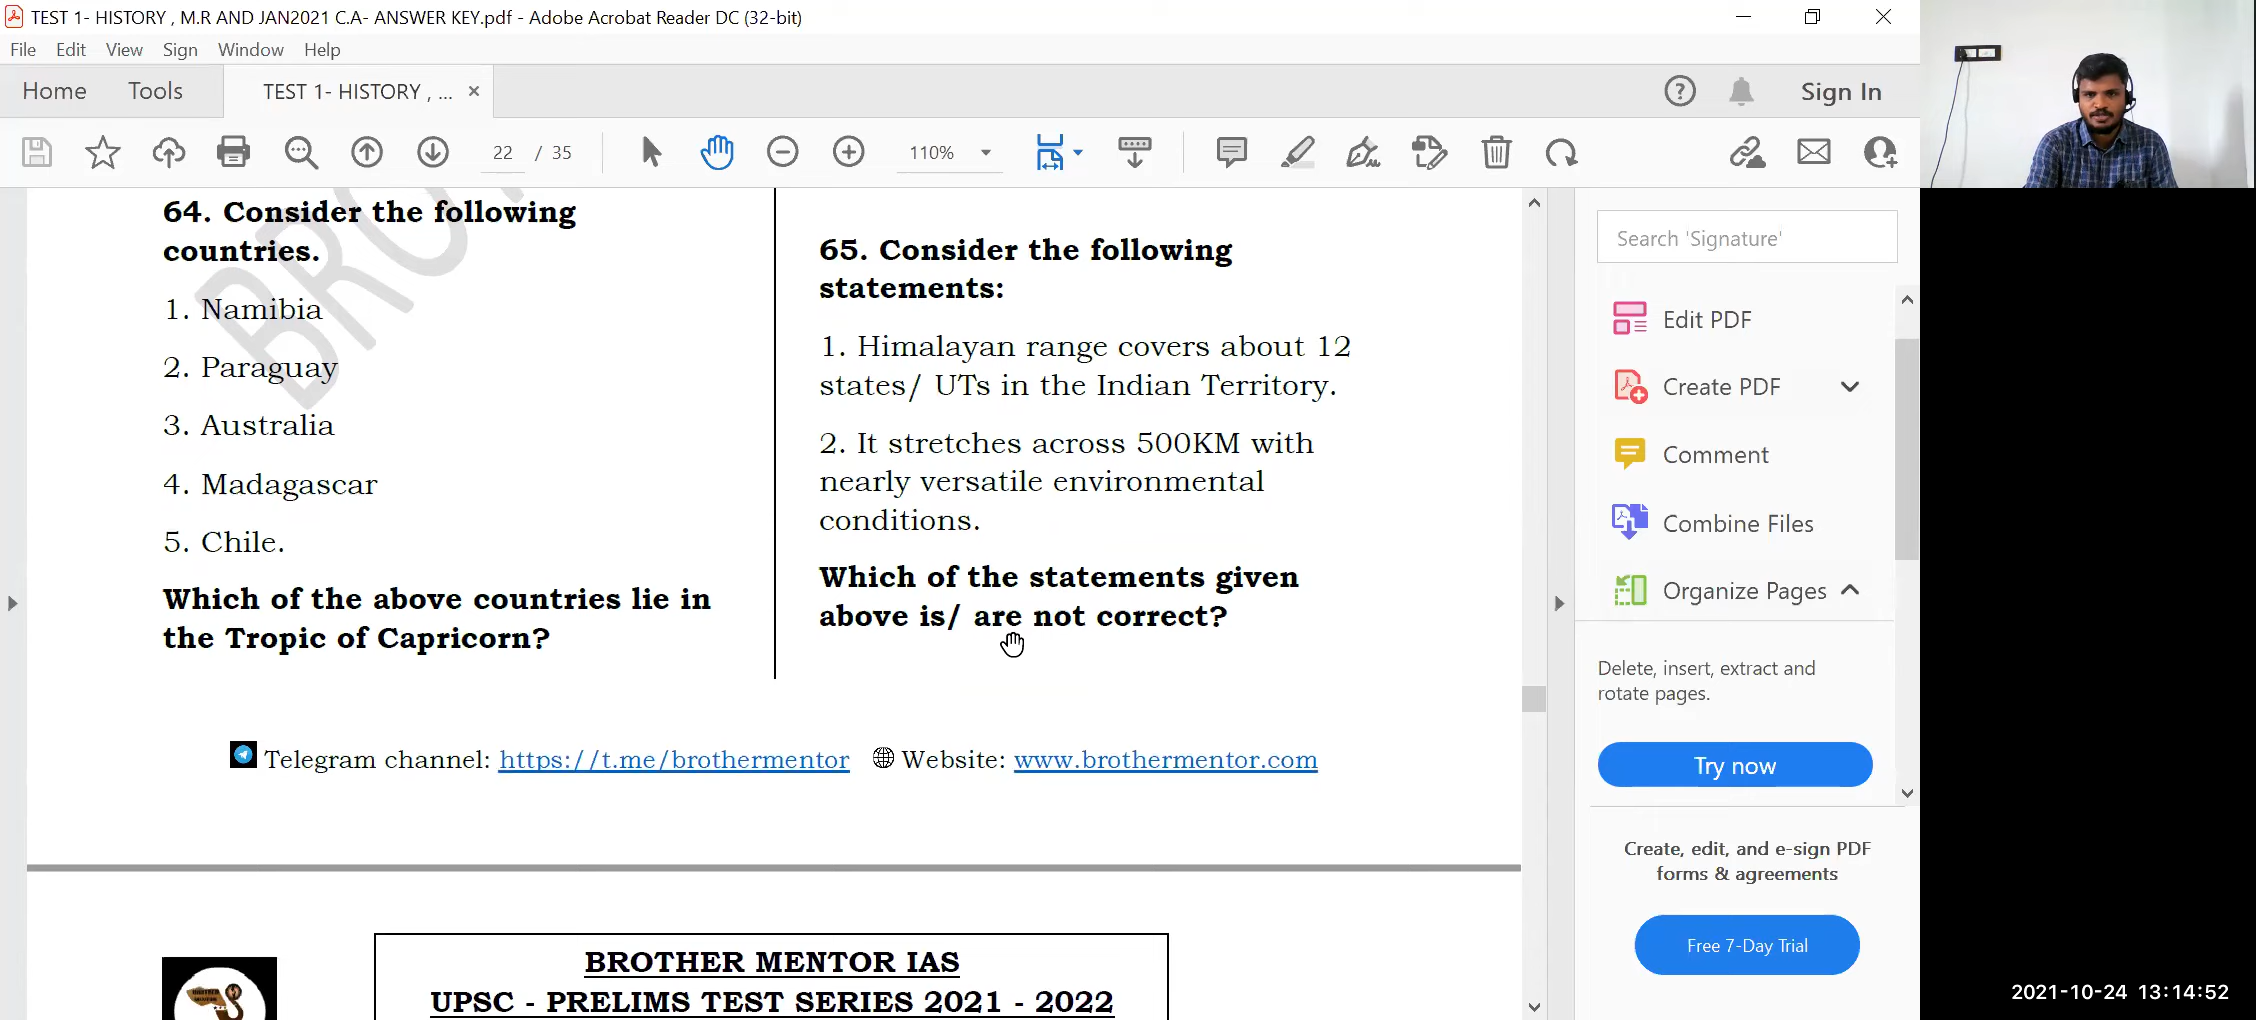 TEST 1- HISTORY , M.R AND JAN2021 C.A- ANSWER KEY.pdf - Adobe Acrobat Reader DC (32-bit)
File Edit View Sign Window Help
Home Tools TEST 1- HISTORY , ... × Sign In
22 / 35 110%
BRO
64. Consider the following
countries.
1. Namibia
2. Paraguay
3. Australia
4. Madagascar
5. Chile.
Which of the above countries lie in
the Tropic of Capricorn?
65. Consider the following
statements:
1. Himalayan range covers about 12
states/ UTs in the Indian Territory.
2. It stretches across 500KM with
nearly versatile environmental
conditions.
Which of the statements given
above is/ are not correct?
Telegram channel: https://t.me/brothermentor Website: www.brothermentor.com
BROTHER MENTOR IAS
UPSC - PRELIMS TEST SERIES 2021 - 2022
Search 'Signature'
Edit PDF
Create PDF
Comment
Combine Files
Organize Pages
Delete, insert, extract and
rotate pages.
Try now
Create, edit, and e-sign PDF
forms & agreements
Free 7-Day Trial
2021-10-24 13:14:52